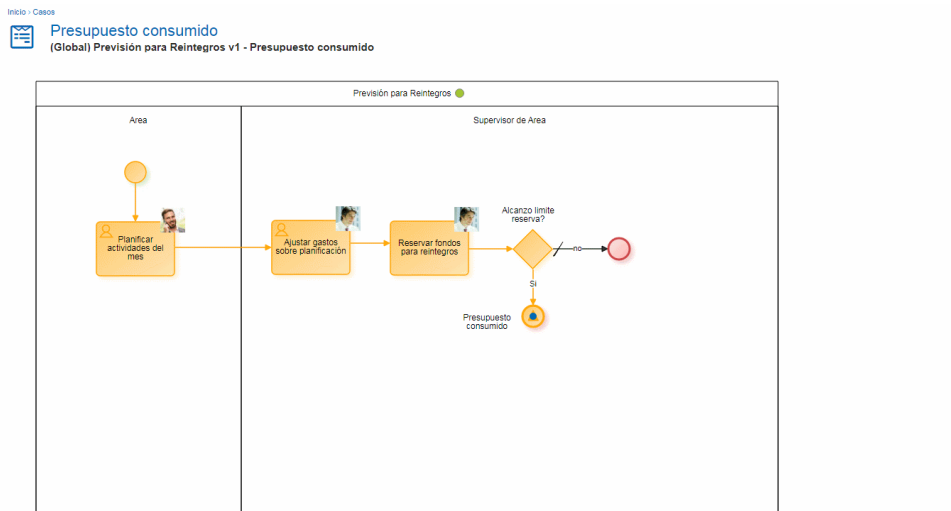 Inicio › Casos
Presupuesto consumido
(Global) Previsión para Reintegros v1 - Presupuesto consumido
Previsión para Reintegros
Area
Supervisor de Area
Planificar
actividades del
mes
Ajustar gastos
sobre planificación
Reservar fondos
para reintegros
Alcanzo limite
reserva?
no
Si
Presupuesto
consumido